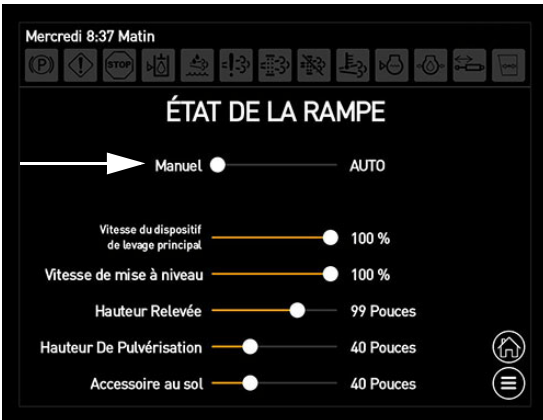 Mercredi 8:37 Matin
(P) STOP
ÉTAT DE LA RAMPE
Manuel AUTO
Vitesse du dispositif
de levage principal 100 %
Vitesse de mise à niveau 100 %
Hauteur Relevée 99 Pouces
Hauteur De Pulvérisation 40 Pouces
Accessoire au sol 40 Pouces